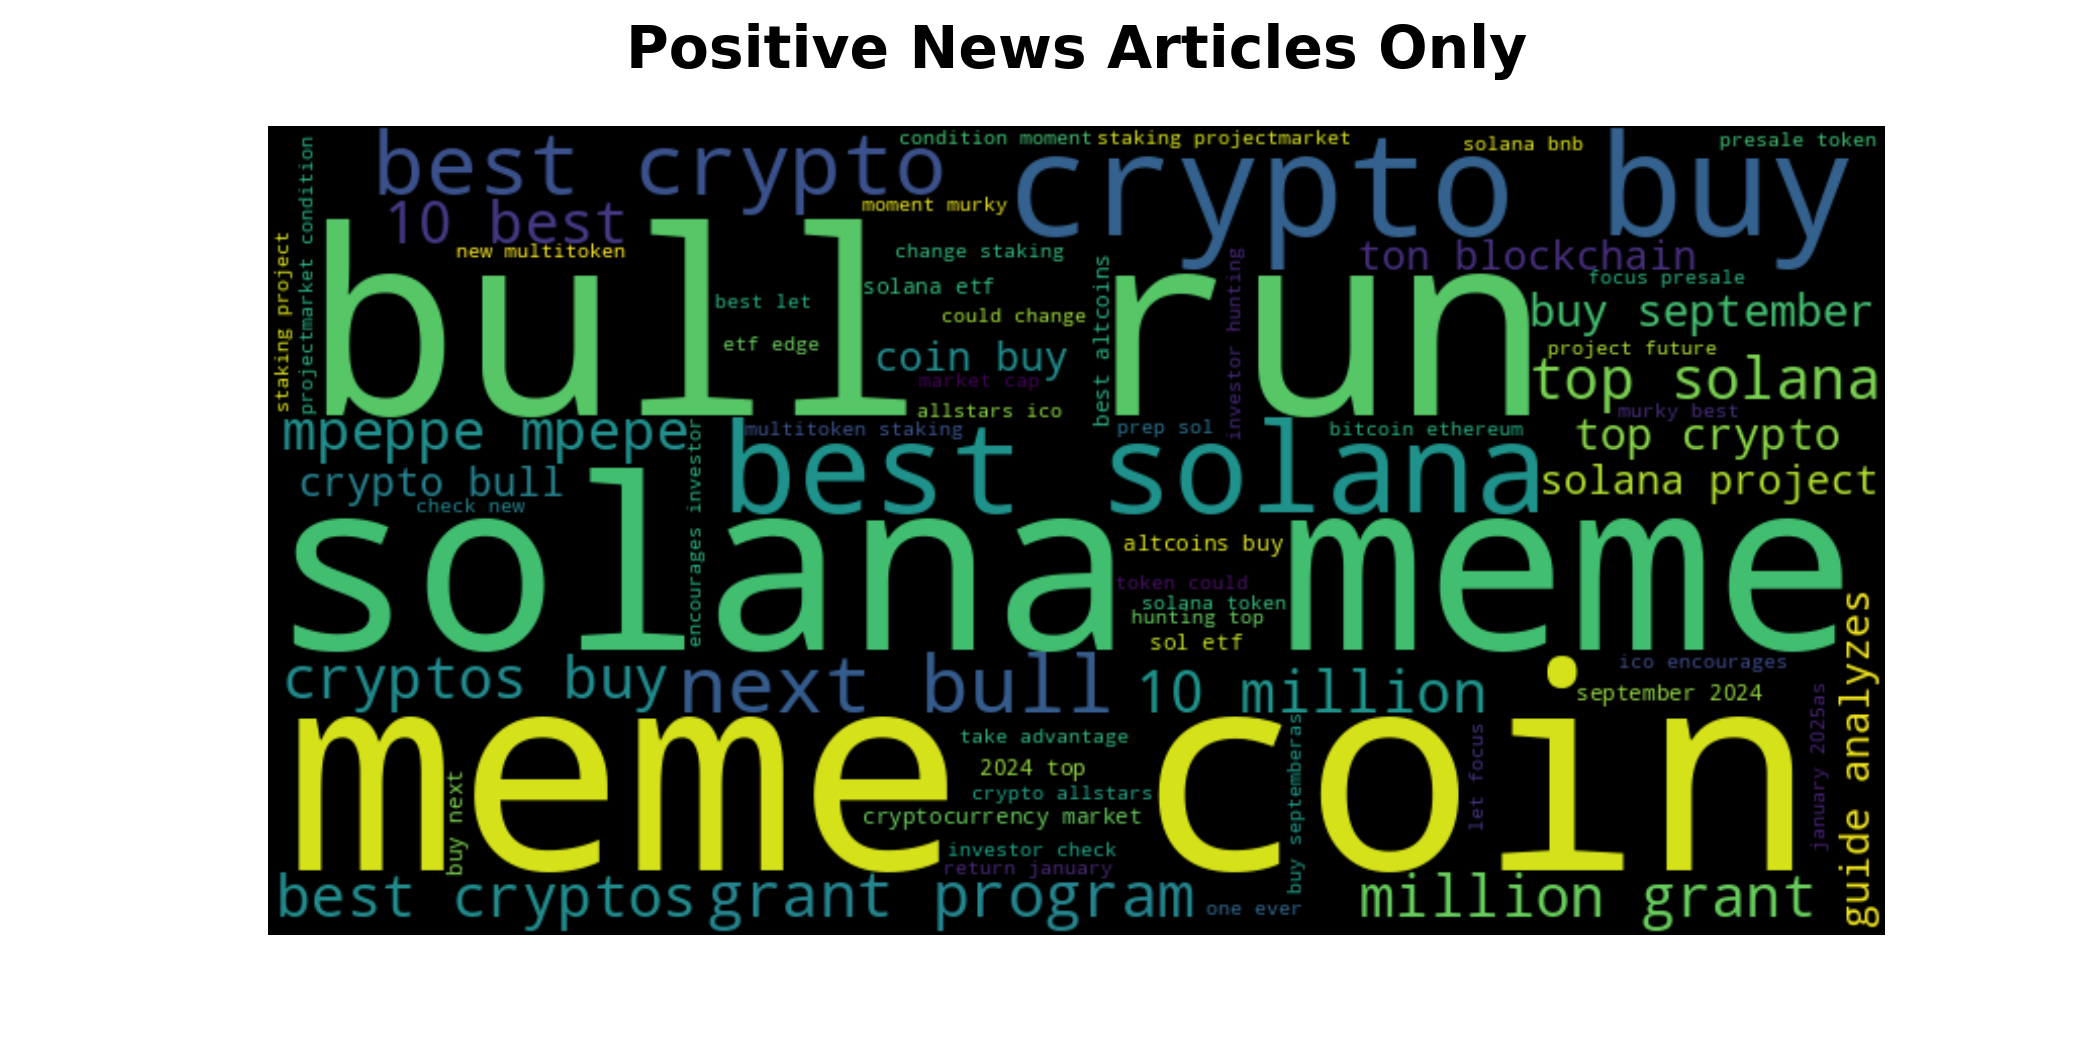 Positive News Articles Only
condition moment
staking projectmarket
solana bnb
presale token
best crypto
crypto buy
10 best
moment murky
projectmarket condition
staking project
new multitoken
change staking
ton blockchain
bull run
solana etf
focus presale
best let
could change
buy september
etf edge
coin buy
best altcoins
investor hunting
project future
market cap
top solana
allstars ico
murky best
mpeppe mpepe
multitoken staking
prep sol
bitcoin ethereum
top crypto
best solana
crypto bull
solana project
check new
encourages investor
solana meme
altcoins buy
token could
solana token
hunting top
sol etf
cryptos buy
next bull
10 million
ico encourages
september 2024
guide analyzes
meme coin
take advantage
2024 top
crypto allstars
cryptocurrency market
buy next
buy septemberas
let focus
january 2025as
investor check
return january
best cryptos
grant program
one ever
million grant